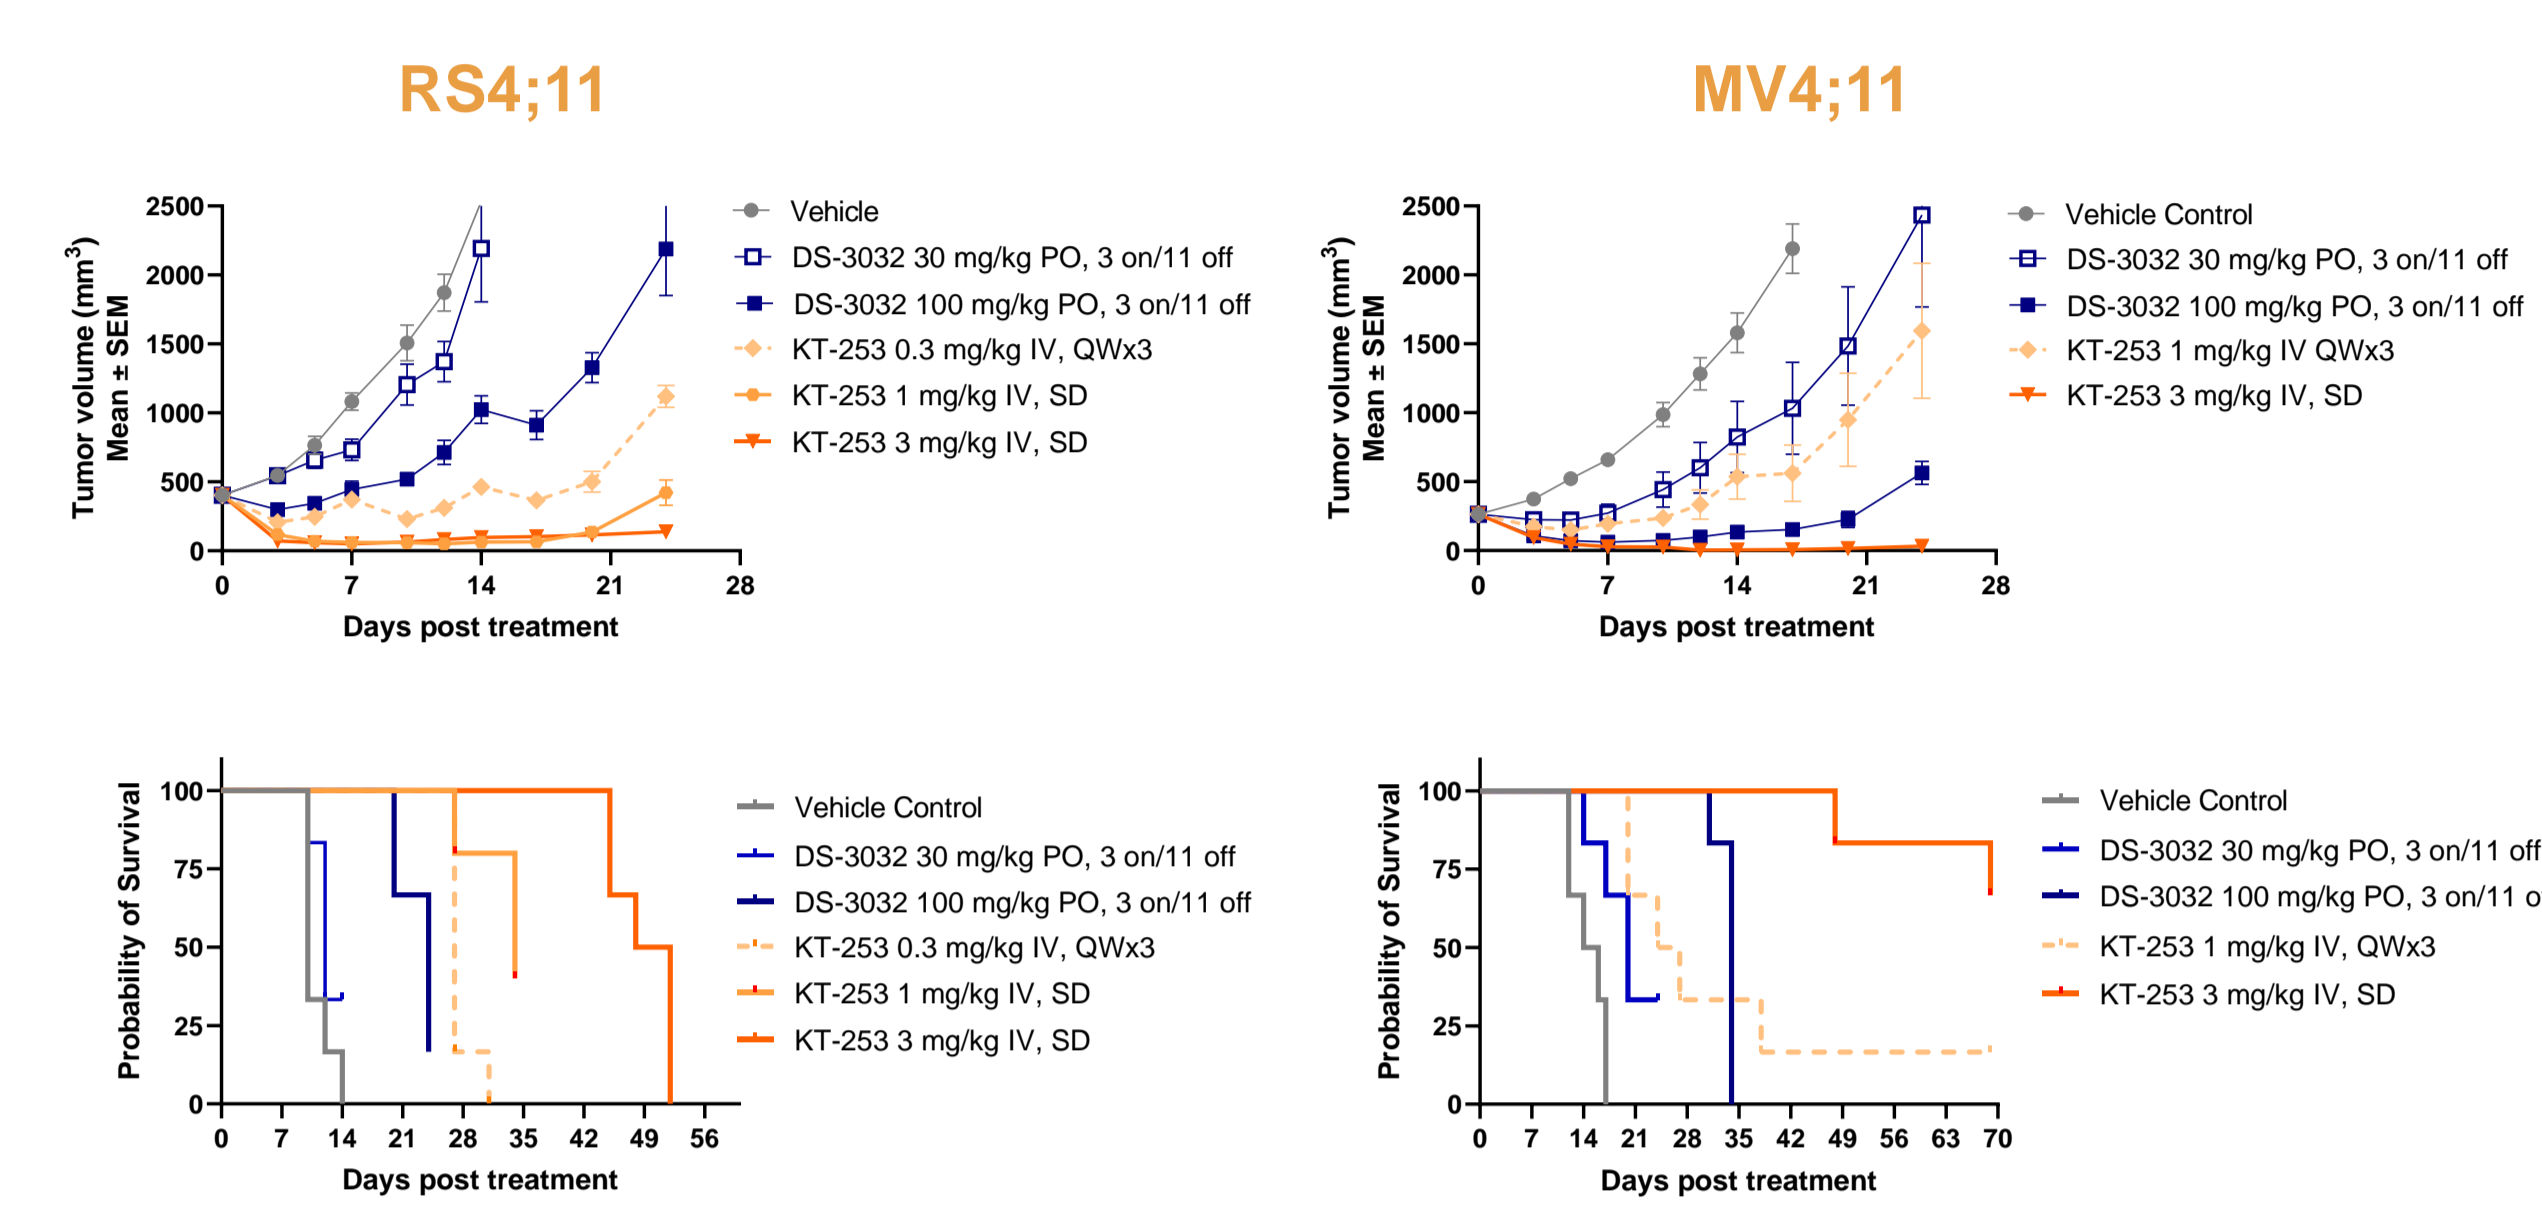 RS4;11
MV4;11
Tumor volume (mm³)
Mean ± SEM
2500
2000
1500
1000
500
0
0 7 14 21 28
Days post treatment
Vehicle
DS-3032 30 mg/kg PO, 3 on/11 off
DS-3032 100 mg/kg PO, 3 on/11 off
KT-253 0.3 mg/kg IV, QWx3
KT-253 1 mg/kg IV, SD
KT-253 3 mg/kg IV, SD
Tumor volume (mm³)
Mean ± SEM
2500
2000
1500
1000
500
0
0 7 14 21 28
Days post treatment
Vehicle Control
DS-3032 30 mg/kg PO, 3 on/11 off
DS-3032 100 mg/kg PO, 3 on/11 off
KT-253 1 mg/kg IV QWx3
KT-253 3 mg/kg IV, SD
Probability of Survival
100
75
50
25
0
0 7 14 21 28 35 42 49 56
Days post treatment
Vehicle Control
DS-3032 30 mg/kg PO, 3 on/11 off
DS-3032 100 mg/kg PO, 3 on/11 off
KT-253 0.3 mg/kg IV, QWx3
KT-253 1 mg/kg IV, SD
KT-253 3 mg/kg IV, SD
Probability of Survival
100
75
50
25
0
0 7 14 21 28 35 42 49 56 63 70
Days post treatment
Vehicle Control
DS-3032 30 mg/kg PO, 3 on/11 off
DS-3032 100 mg/kg PO, 3 on/11 o
KT-253 1 mg/kg IV, QWx3
KT-253 3 mg/kg IV, SD